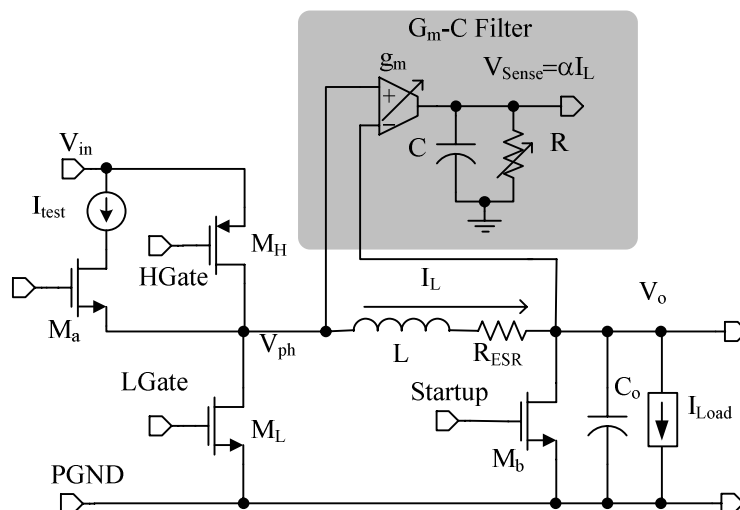 Gm-C Filter
gm
VSense=αIL
+
−
C
R
Vin
Itest
MH
HGate
Ma
IL
Vo
Vph
L
RESR
LGate
Startup
Co
ILoad
ML
Mb
PGND